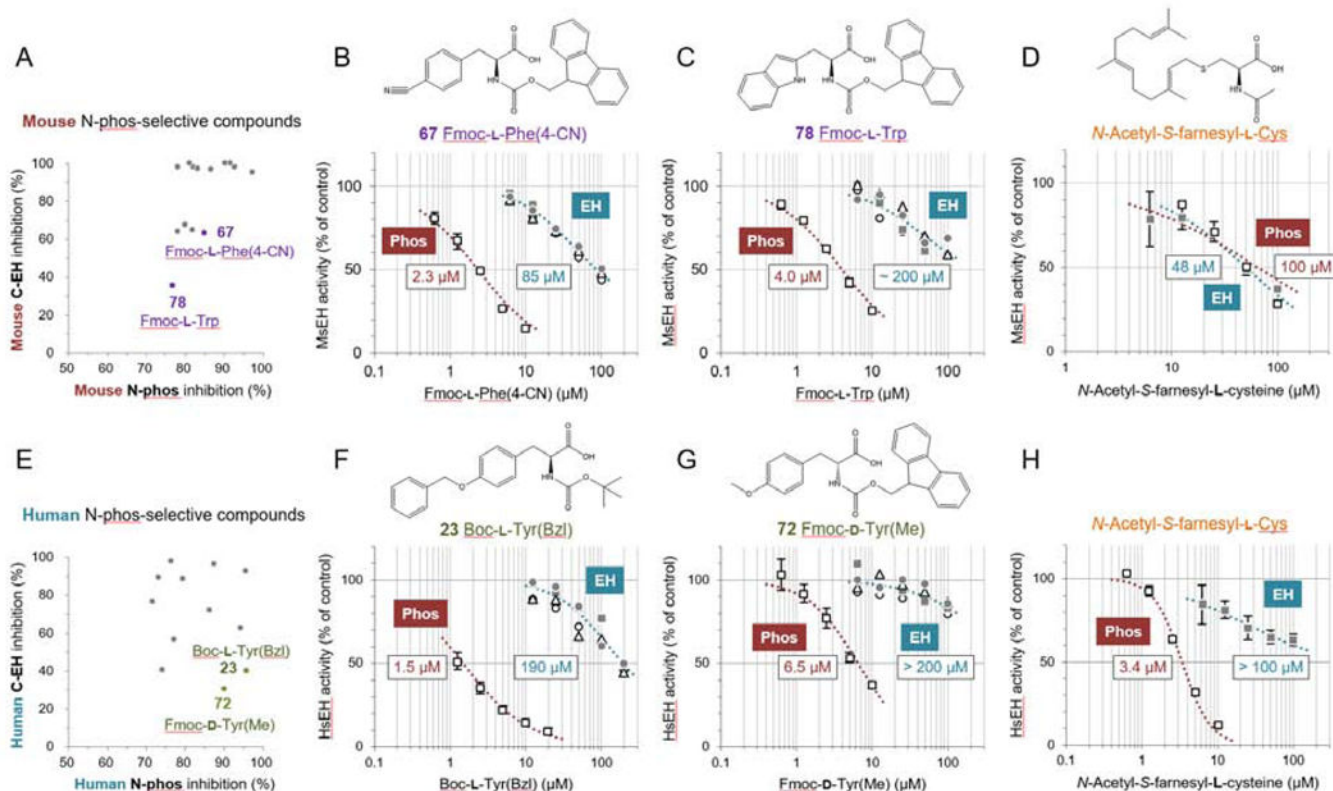 A
Mouse N-phos-selective compounds
Mouse C-EH inhibition (%)
100
80
60
40
20
0
67
Fmoc-L-Phe(4-CN)
78
Fmoc-L-Trp
50 60 70 80 90 100
Mouse N-phos inhibition (%)
B
O
OH
NH
O
O
N
67 Fmoc-L-Phe(4-CN)
MsEH activity (% of control)
100
50
0
Phos
EH
2.3 µM
85 µM
0.1 1 10 100
Fmoc-L-Phe(4-CN) (µM)
C
O
OH
NH
NH
O
O
78 Fmoc-L-Trp
MsEH activity (% of control)
100
50
0
Phos
EH
4.0 µM
~ 200 µM
0.1 1 10 100
Fmoc-L-Trp (µM)
D
O
OH
S
NH
O
N-Acetyl-S-farnesyl-L-Cys
MsEH activity (% of control)
100
50
0
Phos
48 µM
100 µM
EH
1 10 100
N-Acetyl-S-farnesyl-L-cysteine (µM)
E
Human N-phos-selective compounds
Human C-EH inhibition (%)
100
80
60
40
20
0
Boc-L-Tyr(Bzl)
23
72
Fmoc-D-Tyr(Me)
50 60 70 80 90 100
Human N-phos inhibition (%)
F
O
OH
NH
O
O
O
23 Boc-L-Tyr(Bzl)
HsEH activity (% of control)
100
50
0
EH
Phos
1.5 µM
190 µM
0.1 1 10 100
Boc-L-Tyr(Bzl) (µM)
G
O
OH
NH
O
O
O
72 Fmoc-D-Tyr(Me)
HsEH activity (% of control)
100
50
0
Phos
EH
6.5 µM
> 200 µM
0.1 1 10 100
Fmoc-D-Tyr(Me) (µM)
H
N-Acetyl-S-farnesyl-L-Cys
HsEH activity (% of control)
100
50
0
EH
Phos
3.4 µM
> 100 µM
0.1 1 10 100
N-Acetyl-S-farnesyl-L-cysteine (µM)